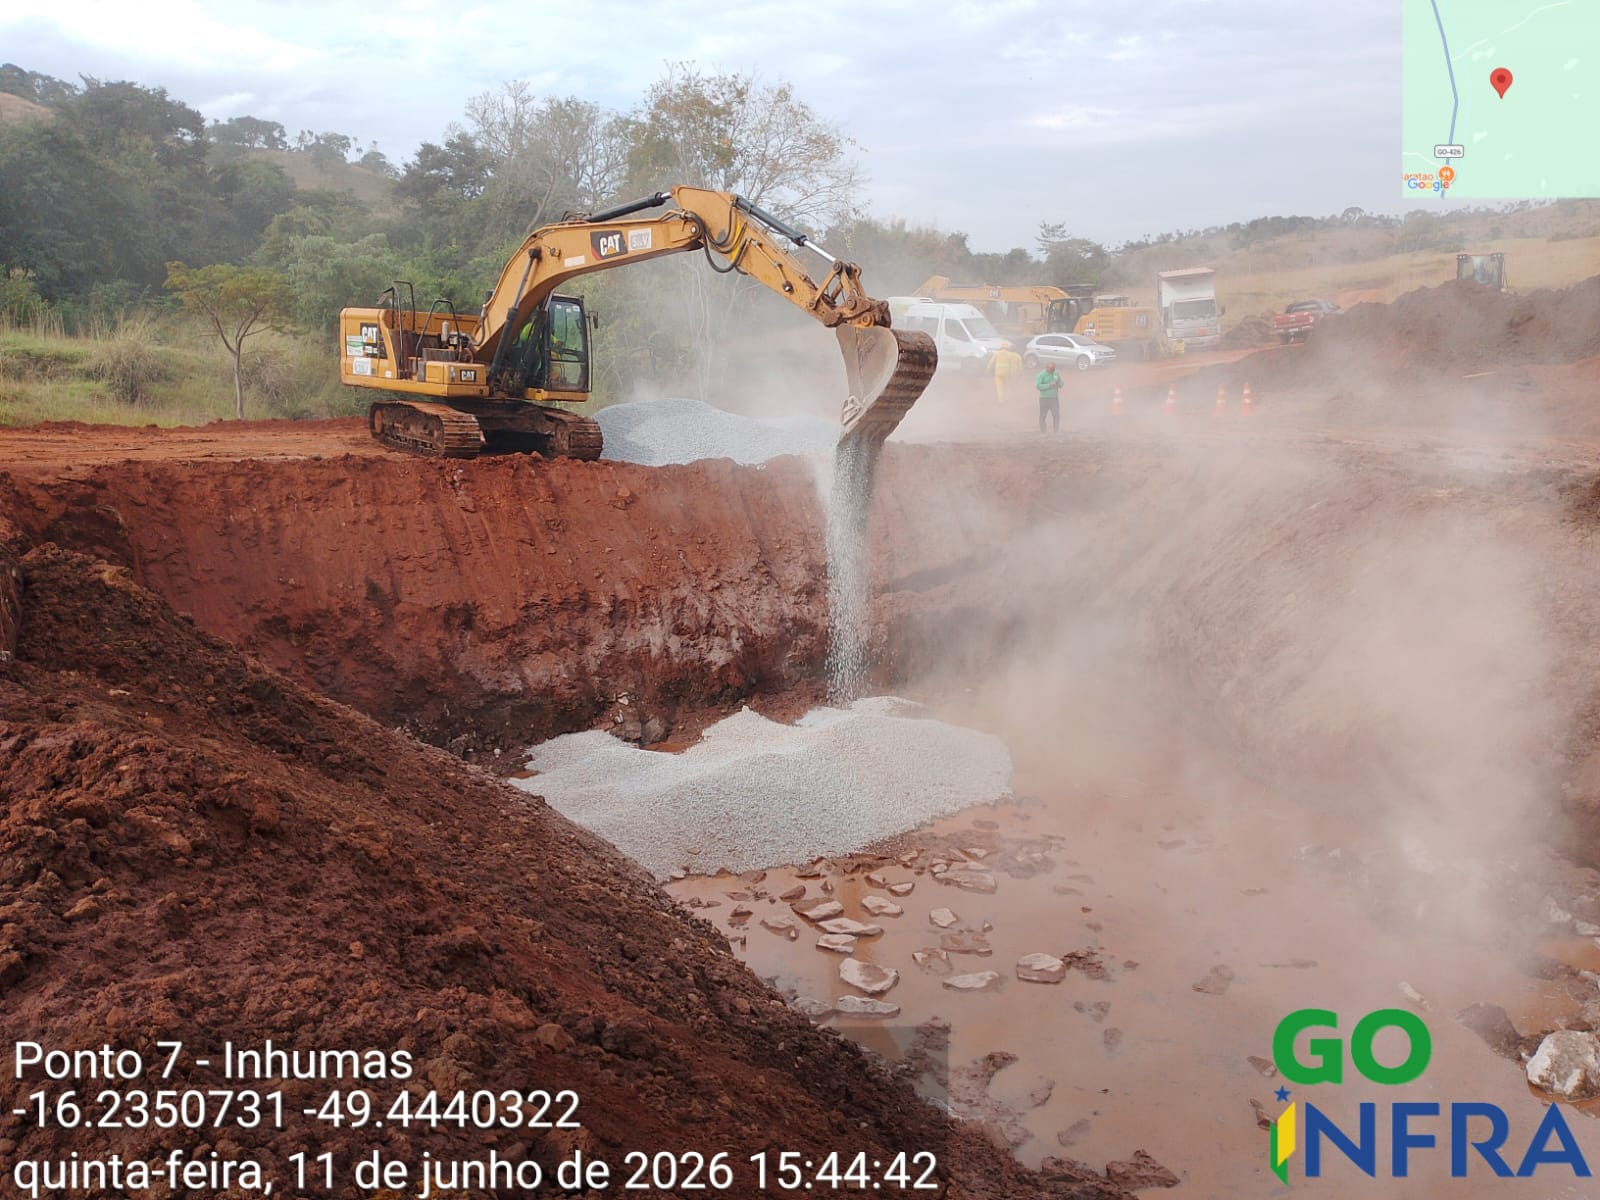 GO-426
Google
CAT
CAT
CAT
Ponto 7 - Inhumas
-16.2350731 -49.4440322
quinta-feira, 11 de junho de 2026 15:44:42
GO
INFRA